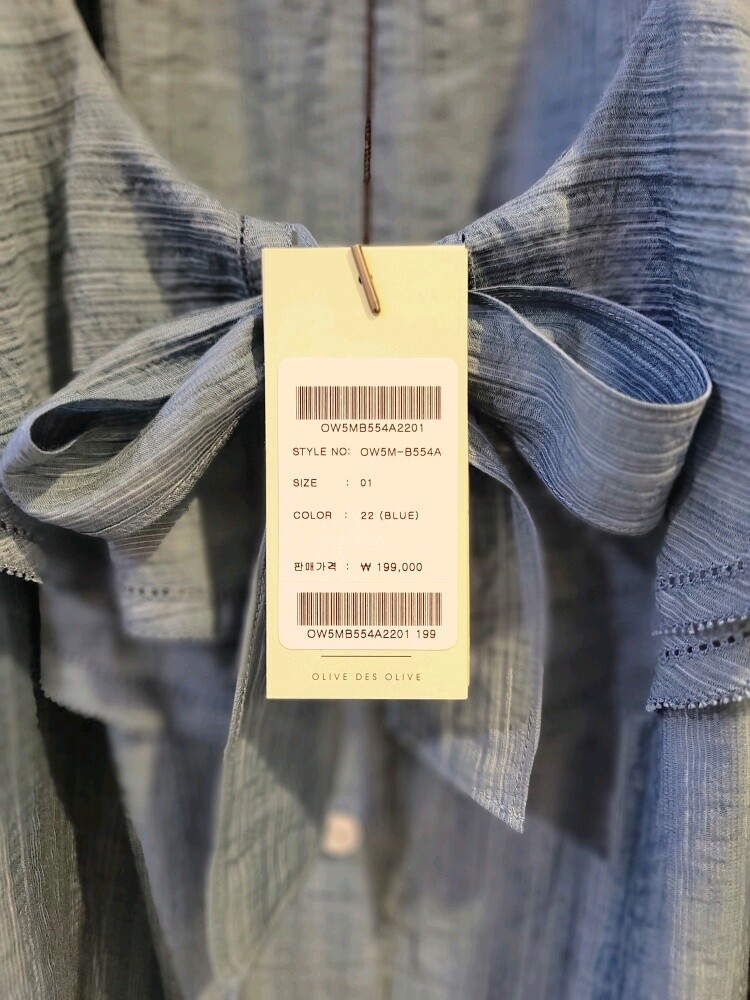 OW5MB554A2201
STYLE NO: OW5M-B554A
SIZE : 01
COLOR : 22 (BLUE)
판매가격 : ₩ 199,000
OW5MB554A2201 199
OLIVE DES OLIVE